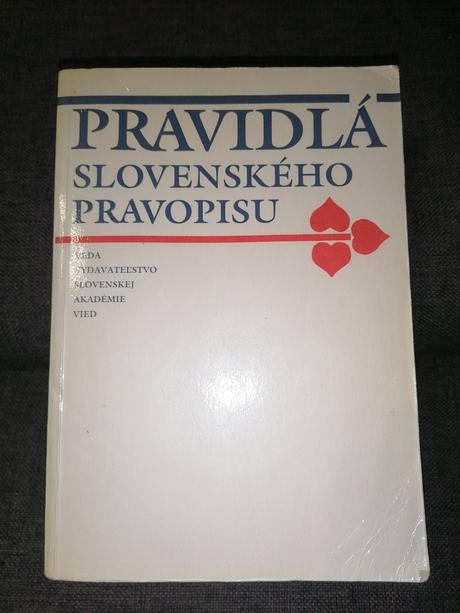 PRAVIDLÁ
SLOVENSKÉHO
PRAVOPISU
VEDA
VYDAVATEĽSTVO
SLOVENSKEJ
AKADÉMIE
VIED